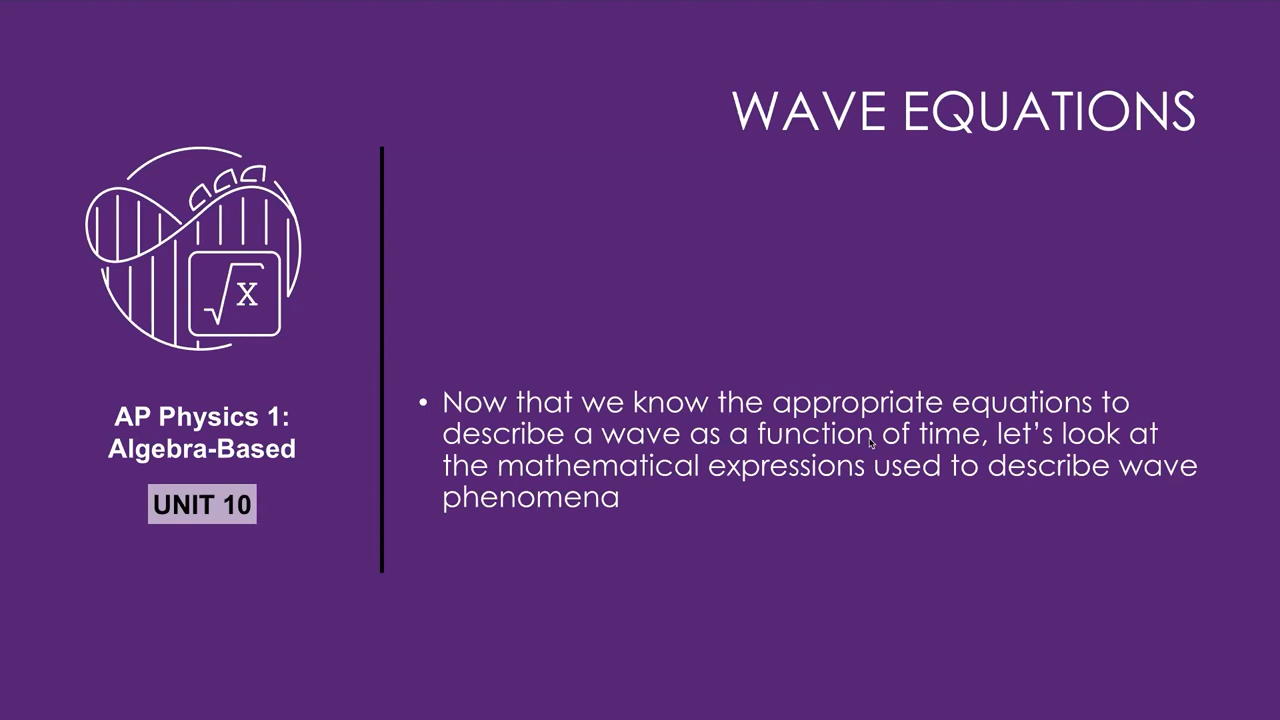 WAVE EQUATIONS
√x
AP Physics 1:
Algebra-Based
UNIT 10
• Now that we know the appropriate equations to
describe a wave as a function of time, let’s look at
the mathematical expressions used to describe wave
phenomena